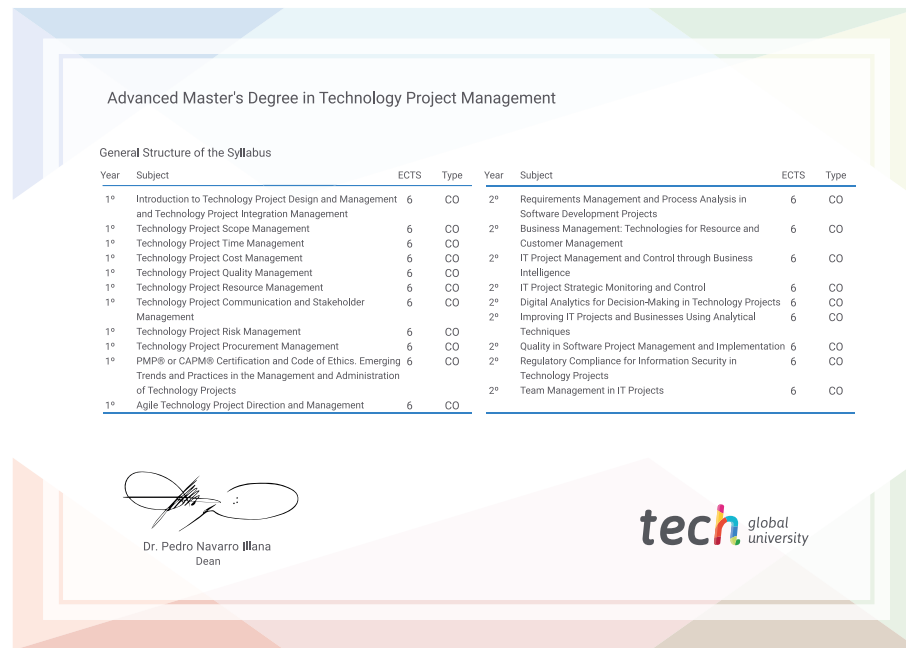 Advanced Master's Degree in Technology Project Management
General Structure of the Syllabus
Year Subject ECTS Type
1º Introduction to Technology Project Design and Management 6 CO
and Technology Project Integration Management
1º Technology Project Scope Management 6 CO
1º Technology Project Time Management 6 CO
1º Technology Project Cost Management 6 CO
1º Technology Project Quality Management 6 CO
1º Technology Project Resource Management 6 CO
1º Technology Project Communication and Stakeholder 6 CO
Management
1º Technology Project Risk Management 6 CO
1º Technology Project Procurement Management 6 CO
1º PMP® or CAPM® Certification and Code of Ethics. Emerging 6 CO
Trends and Practices in the Management and Administration
of Technology Projects
1º Agile Technology Project Direction and Management 6 CO
Year Subject ECTS Type
2º Requirements Management and Process Analysis in 6 CO
Software Development Projects
2º Business Management: Technologies for Resource and 6 CO
Customer Management
2º IT Project Management and Control through Business 6 CO
Intelligence
2º IT Project Strategic Monitoring and Control 6 CO
2º Digital Analytics for Decision-Making in Technology Projects 6 CO
2º Improving IT Projects and Businesses Using Analytical 6 CO
Techniques
2º Quality in Software Project Management and Implementation 6 CO
2º Regulatory Compliance for Information Security in 6 CO
Technology Projects
2º Team Management in IT Projects 6 CO
Dr. Pedro Navarro Illana
Dean
tech global
university